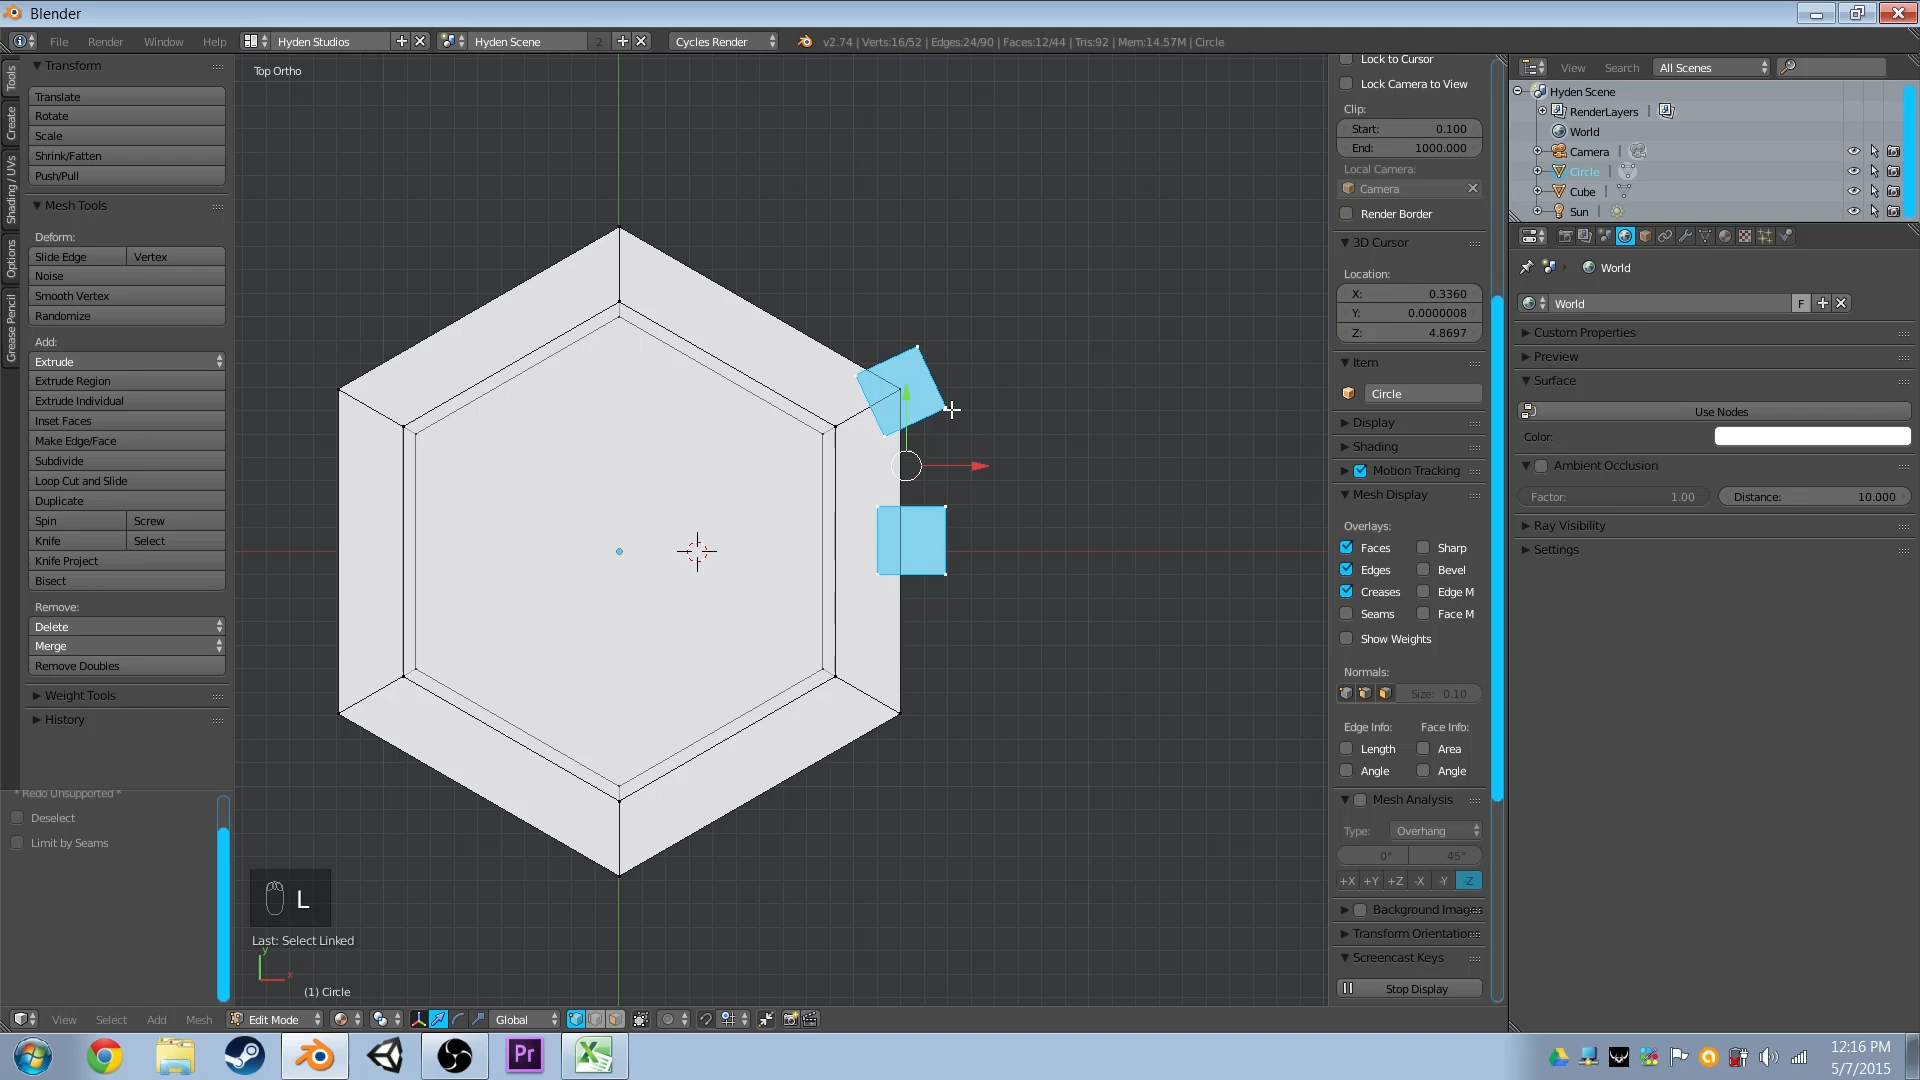 Blender
File Render Window Help Hyden Studios Hyden Scene 2 Cycles Render v2.74 | Verts:16/52 | Edges:24/90 | Faces:12/44 | Tris:92 | Mem:14.57M | Circle
Tools
Create
Shading / UVs
Options
Grease Pencil
Transform
Translate
Rotate
Scale
Shrink/Fatten
Push/Pull
Mesh Tools
Deform:
Slide Edge Vertex
Noise
Smooth Vertex
Randomize
Add:
Extrude
Extrude Region
Extrude Individual
Inset Faces
Make Edge/Face
Subdivide
Loop Cut and Slide
Duplicate
Spin Screw
Knife Select
Knife Project
Bisect
Remove:
Delete
Merge
Remove Doubles
Weight Tools
History
* Redo Unsupported *
Deselect
Limit by Seams
Top Ortho
L
Last: Select Linked
y
x
(1) Circle
View Select Add Mesh Edit Mode Global
Lock to Cursor
Lock Camera to View
Clip:
Start: 0.100
End: 1000.000
Local Camera:
Camera
Render Border
3D Cursor
Location:
X: 0.3360
Y: 0.0000008
Z: 4.8697
Item
Circle
Display
Shading
Motion Tracking
Mesh Display
Overlays:
Faces Sharp
Edges Bevel
Creases Edge M
Seams Face M
Show Weights
Normals:
Size: 0.10
Edge Info: Face Info:
Length Area
Angle Angle
Mesh Analysis
Type: Overhang
0° 45°
+X +Y +Z -X -Y -Z
Background Images
Transform Orientation
Screencast Keys
Stop Display
View Search All Scenes
Hyden Scene
RenderLayers
World
Camera
Circle
Cube
Sun
World
World F
Custom Properties
Preview
Surface
Use Nodes
Color:
Ambient Occlusion
Factor: 1.00 Distance: 10.000
Ray Visibility
Settings
Pr
12:16 PM
5/7/2015